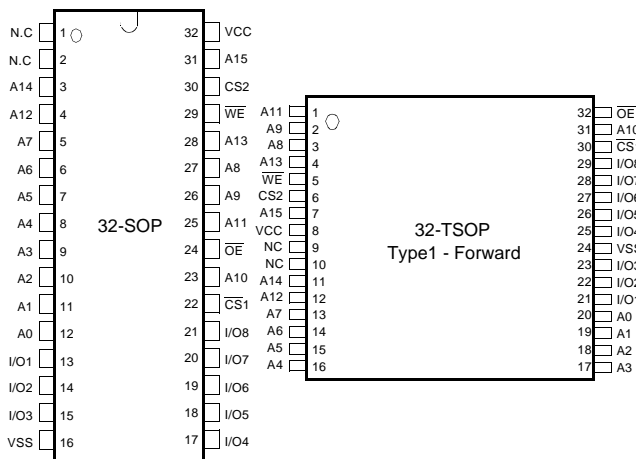 N.C 1 32 VCC
N.C 2 31 A15
A14 3 30 CS2
A12 4 29 WE
A7 5 28 A13
A6 6 27 A8
A5 7 26 A9
A4 8 32-SOP 25 A11
A3 9 24 OE
A2 10 23 A10
A1 11 22 CS1
A0 12 21 I/O8
I/O1 13 20 I/O7
I/O2 14 19 I/O6
I/O3 15 18 I/O5
VSS 16 17 I/O4
A11 1 32 OE
A9 2 31 A10
A8 3 30 CS
A13 4 29 I/O8
WE 5 28 I/O7
CS2 6 27 I/O6
A15 7 26 I/O5
VCC 8 32-TSOP 25 I/O4
NC 9 Type1 - Forward 24 VSS
NC 10 23 I/O3
A14 11 22 I/O2
A12 12 21 I/O1
A7 13 20 A0
A6 14 19 A1
A5 15 18 A2
A4 16 17 A3